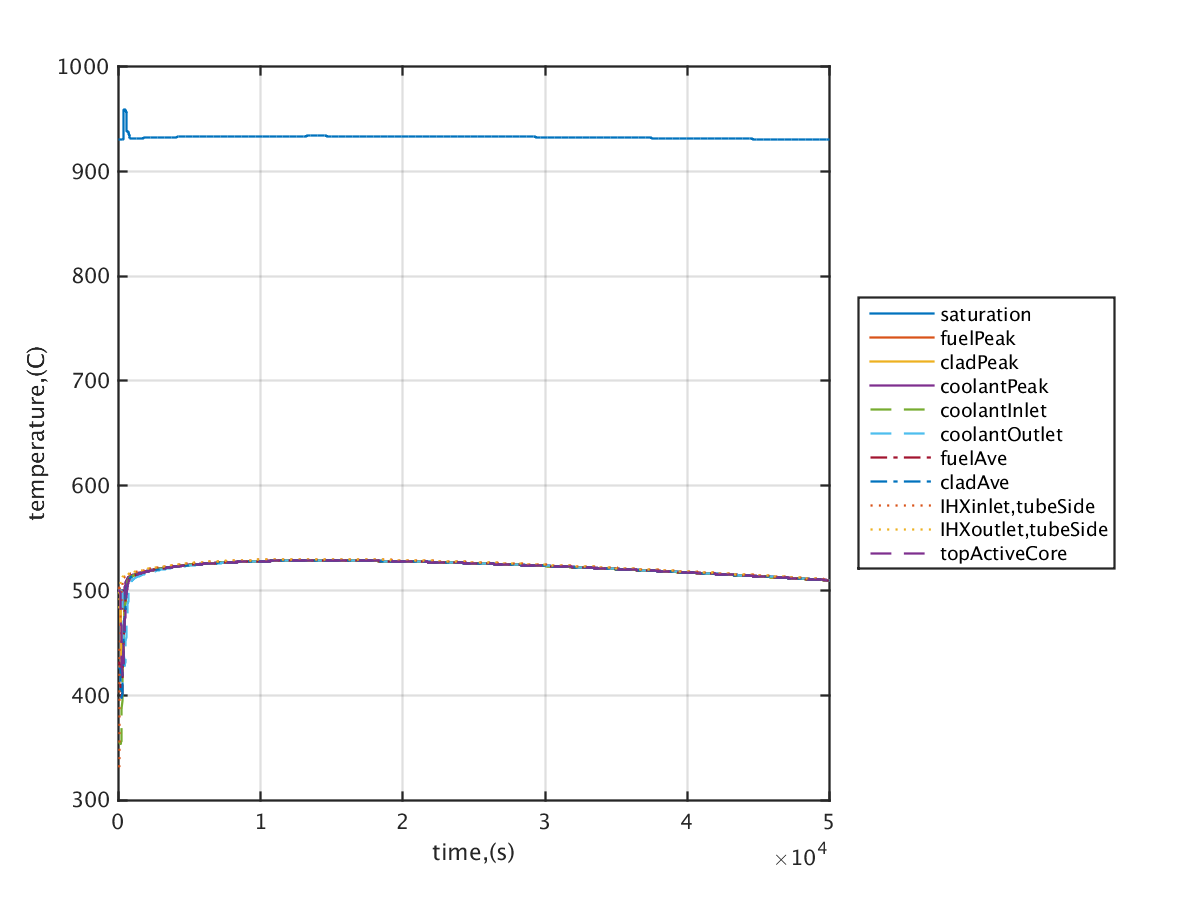 1000
900
800
700
600
500
400
300
temperature,(C)
0 1 2 3 4 5
×10^4
time,(s)
saturation
fuelPeak
cladPeak
coolantPeak
coolantInlet
coolantOutlet
fuelAve
cladAve
IHXinlet,tubeSide
IHXoutlet,tubeSide
topActiveCore